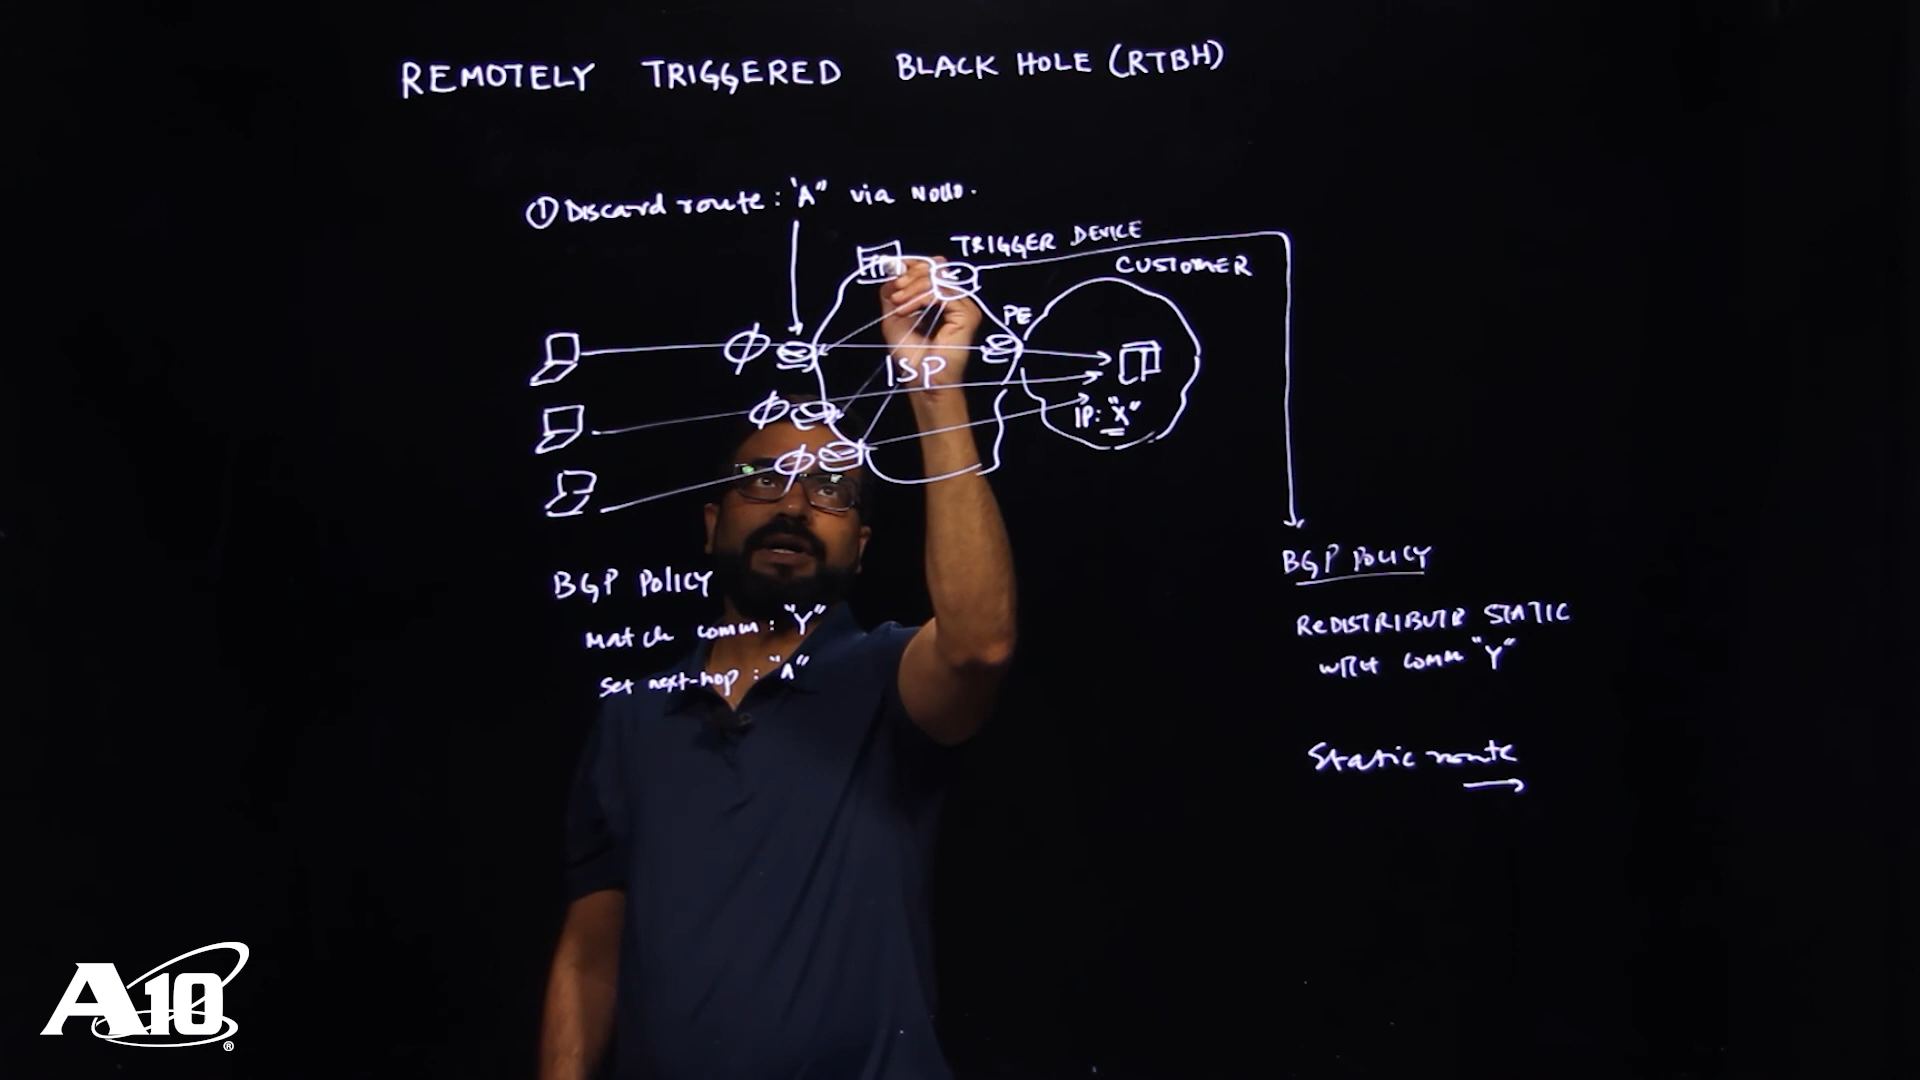 REMOTELY TRIGGERED BLACK HOLE (RTBH)
① Discard route: "A" via Null0.
TRIGGER DEVICE
CUSTOMER
PE
ISP
IP: "X"
BGP POLICY
Match comm: "Y"
Set next-hop: "A"
BGP POLICY
REDISTRIBUTE STATIC
WITH comm "Y"
Static route
A10
®